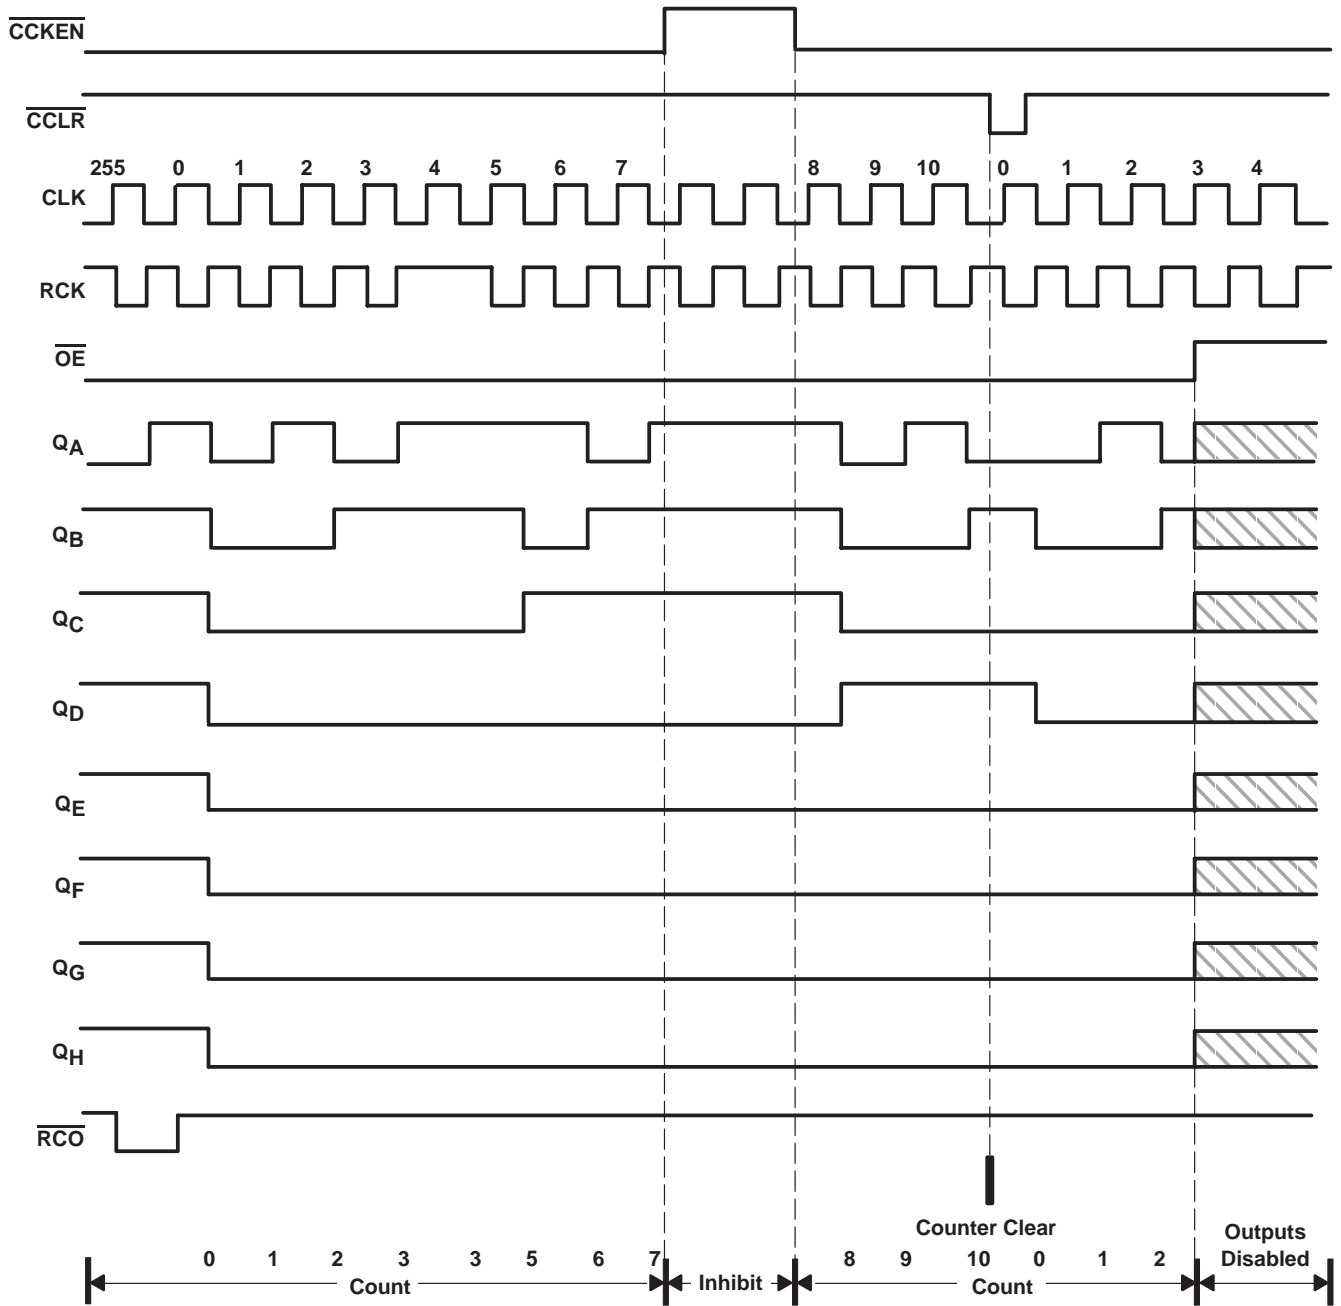 CCKEN
CCLR
255 0 1 2 3 4 5 6 7 8 9 10 0 1 2 3 4
CLK
RCK
OE
QA
QB
QC
QD
QE
QF
QG
QH
RCO
Counter Clear
Outputs
Disabled
0 1 2 3 3 5 6 7 8 9 10 0 1 2
Count Inhibit Count